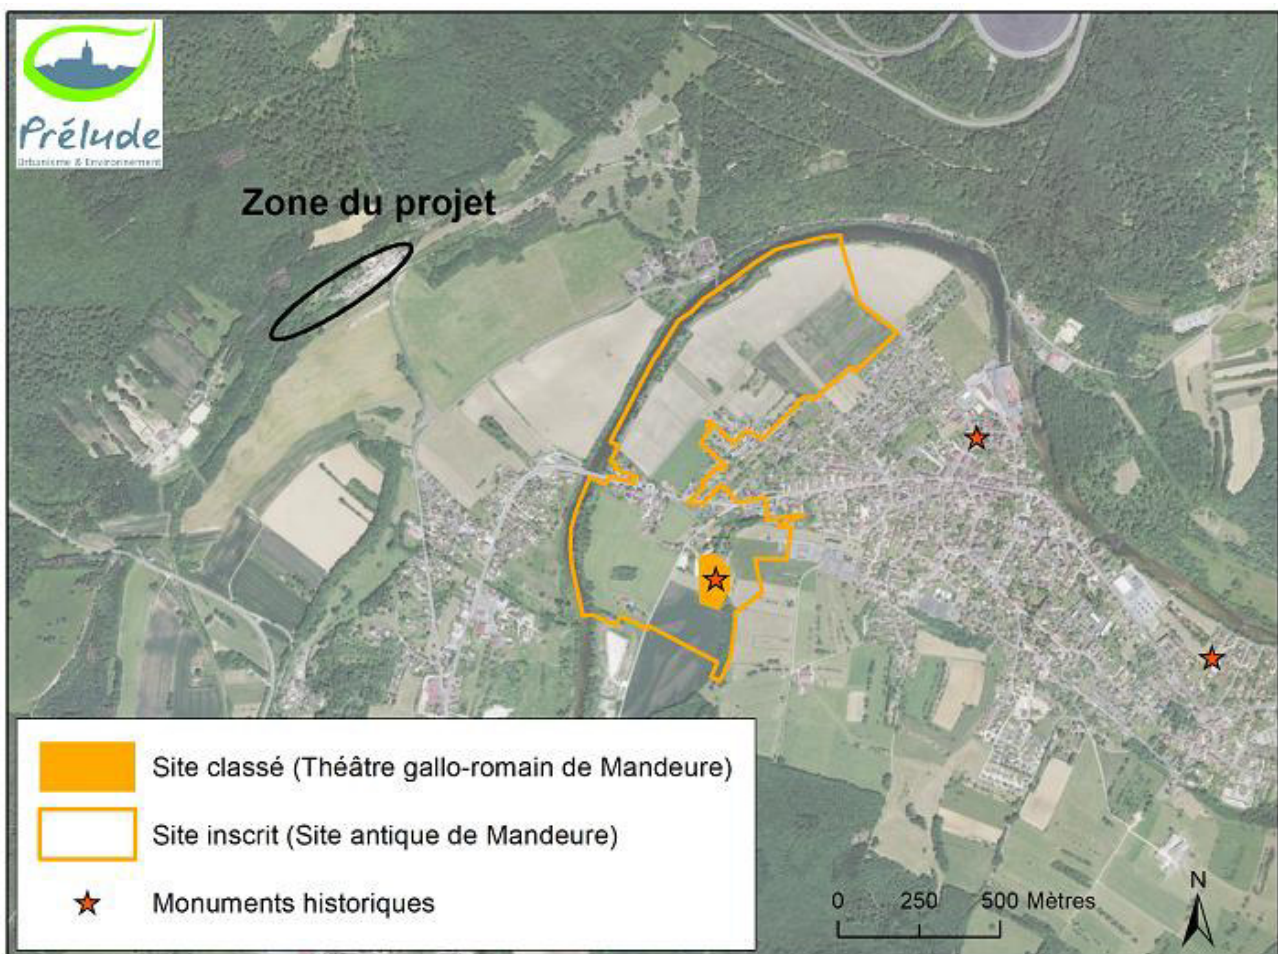 Prélude
Urbanisme & Environnement
Zone du projet
Site classé (Théâtre gallo-romain de Mandeure)
Site inscrit (Site antique de Mandeure)
Monuments historiques
0 250 500 Mètres
N